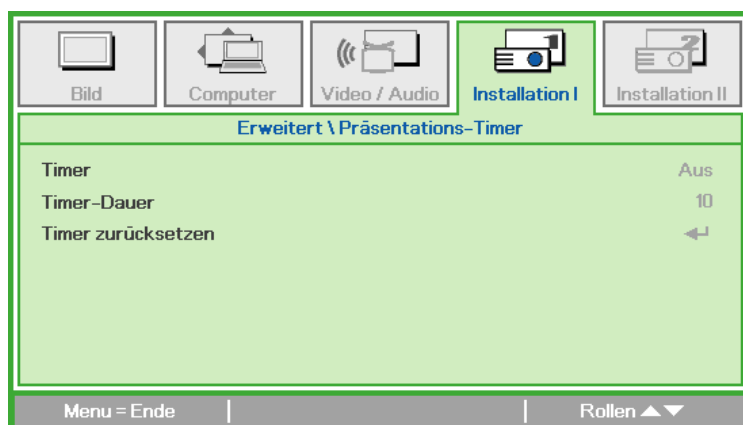 Bild
Computer
Video / Audio
Installation I
Installation II
Erweitert \ Präsentations-Timer
Timer Aus
Timer-Dauer 10
Timer zurücksetzen
Menu = Ende
Rollen